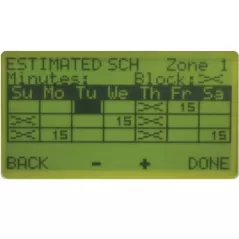 ESTIMATED SCH Zone 1
Minutes: Block:
Su Mo Tu We Th Fr Sa
15
15
15 15
BACK - + DONE